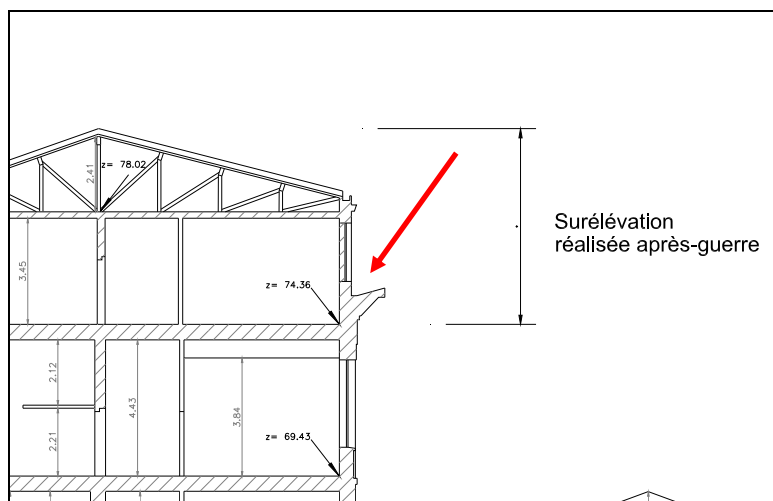 z= 78.02
2.41
3.45
z= 74.36
Surélévation
réalisée après-guerre
2.12
4.43
3.84
2.21
z= 69.43